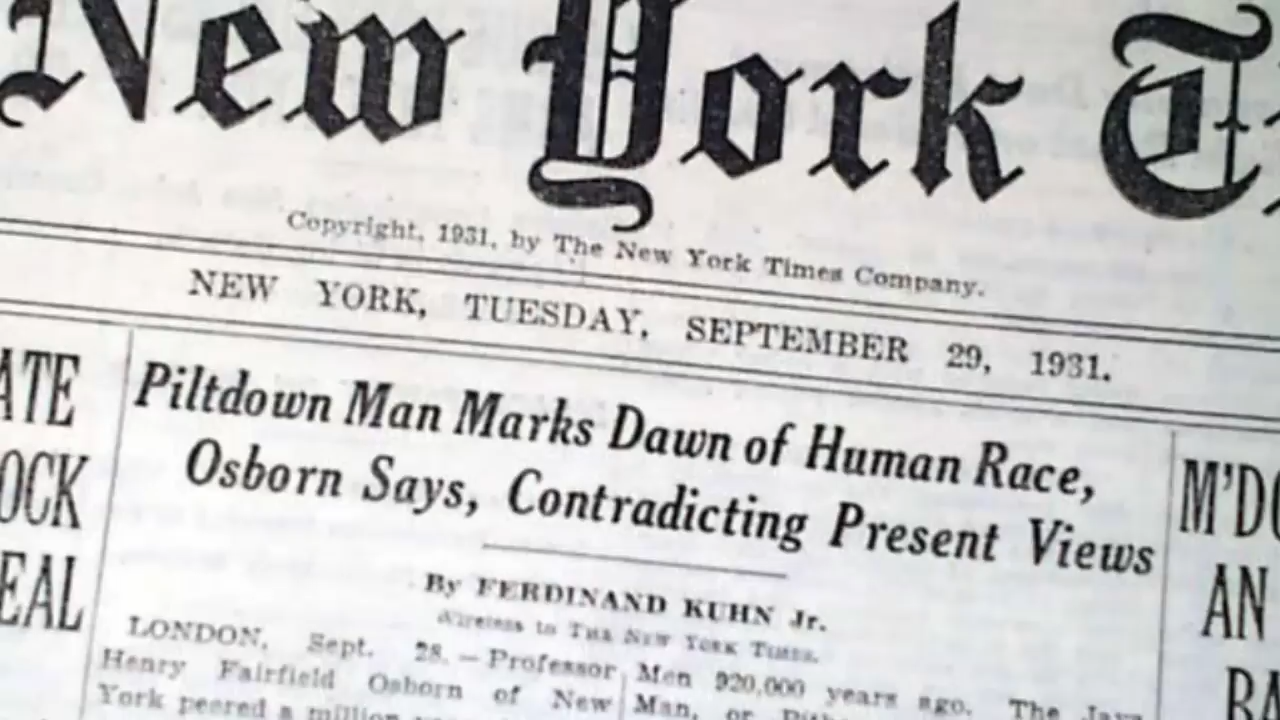 New York T
Copyright, 1931, by The New York Times Company.
NEW YORK, TUESDAY, SEPTEMBER 29, 1931.
ATE
OCK
EAL
Piltdown Man Marks Dawn of Human Race,
Osborn Says, Contradicting Present Views
By FERDINAND KUHN Jr.
Wireless to THE NEW YORK TIMES.
LONDON, Sept. 28. — Professor
Henry Fairfield Osborn of New
York peered a million
Men 920,000 years ago. The Java
Man, or
M'DO
AN
BA